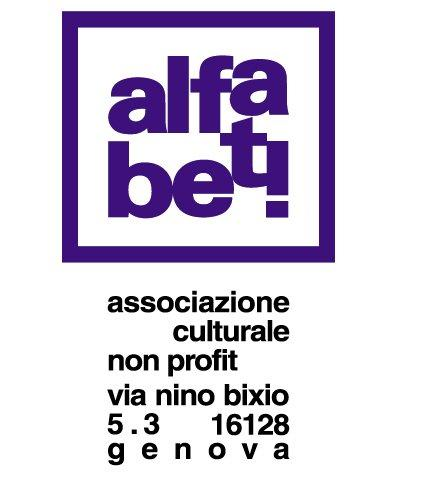 alfa
bet!
associazione
culturale
non profit
via nino bixio
5.3 16128
genova